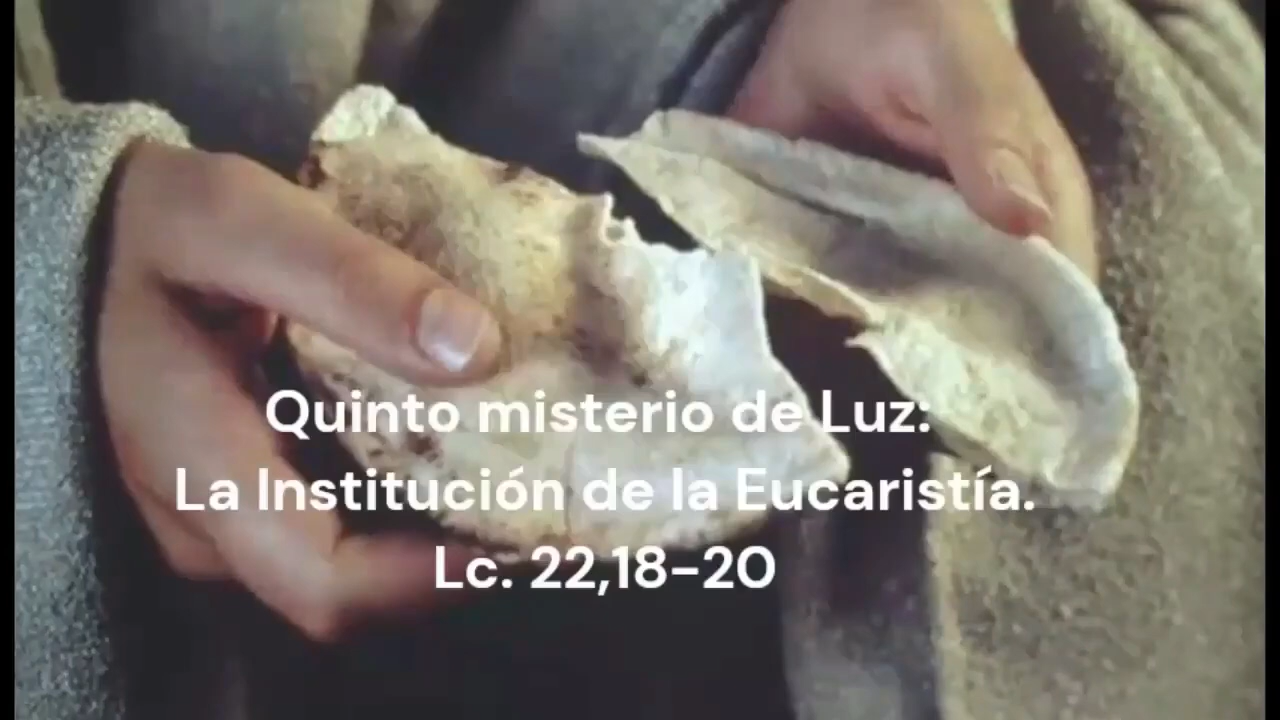 Quinto misterio de Luz:
La Institución de la Eucaristía.
Lc. 22,18-20